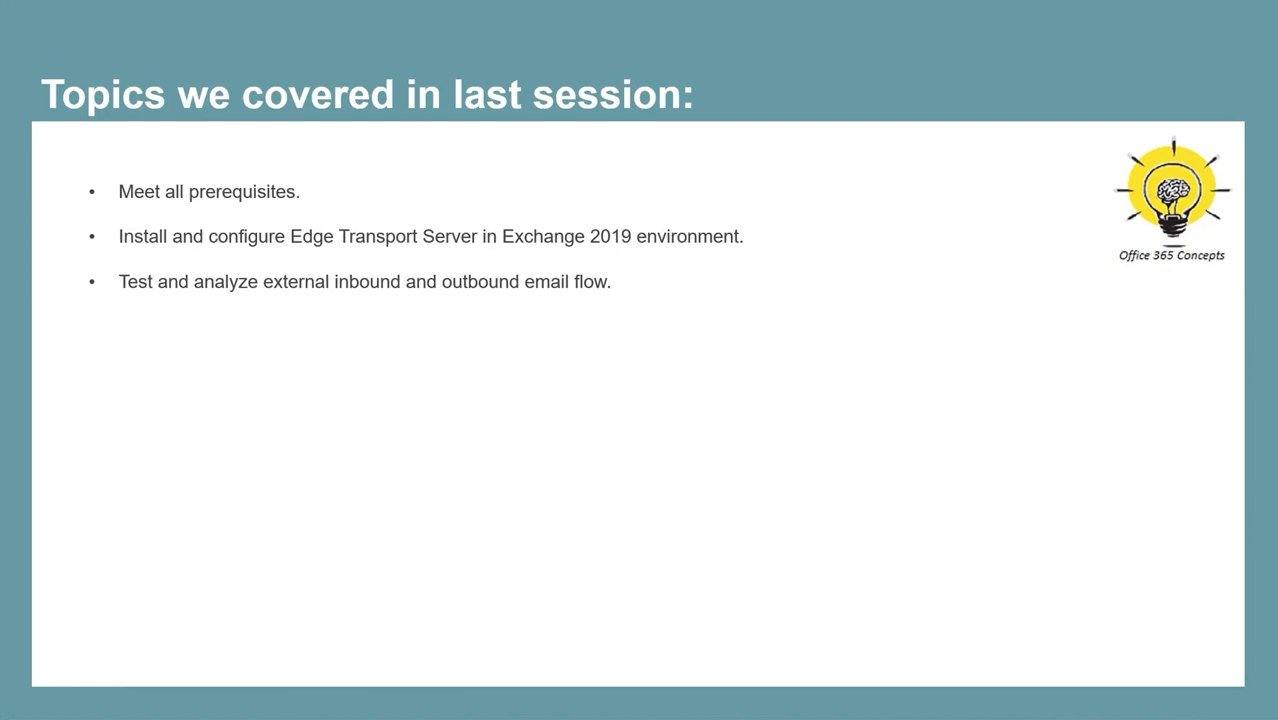 Topics we covered in last session:
• Meet all prerequisites.
• Install and configure Edge Transport Server in Exchange 2019 environment.
• Test and analyze external inbound and outbound email flow.
Office 365 Concepts